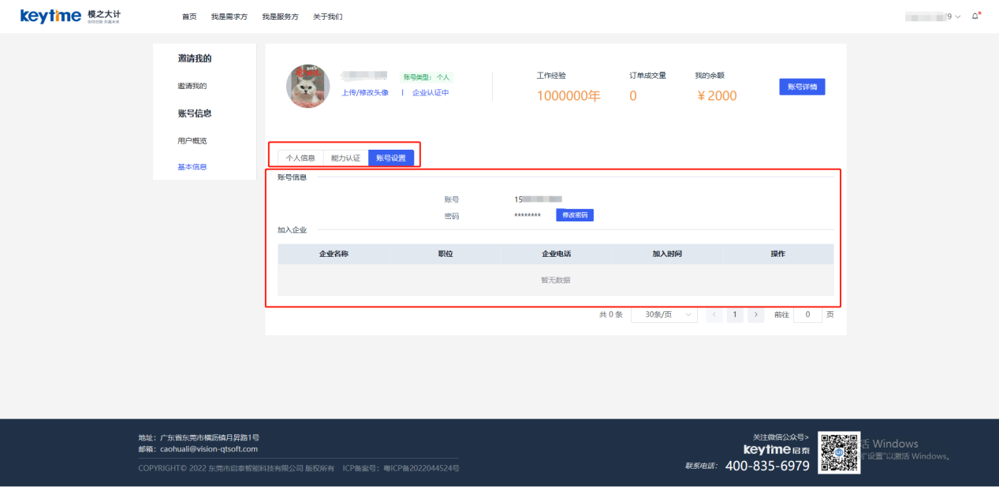 keytime 模之大计
首页 我是需求方 我是服务方 关于我们
9
邀请我的
邀请我的
账号信息
用户概览
基本信息
账号类型： 个人
上传/修改头像 | 企业认证中
工作经验 订单成交量 我的余额
1000000年 0 ￥2000
账号详情
个人信息 能力认证 账号设置
账号信息
账号 15
密码 ******** 修改密码
加入企业
企业名称 职位 企业电话 加入时间 操作
暂无数据
共 0 条 30条/页 < 1 > 前往 0 页
地址：广东省东莞市横沥镇月昇路1号
邮箱：caohuali@vision-qtsoft.com
COPYRIGHT© 2022 东莞市启泰智能科技有限公司 版权所有 ICP备案号：粤ICP备2022044524号
关注微信公众号>
keytime 启泰
联系电话： 400-835-6979
活 Windows
"设置"以激活 Windows。